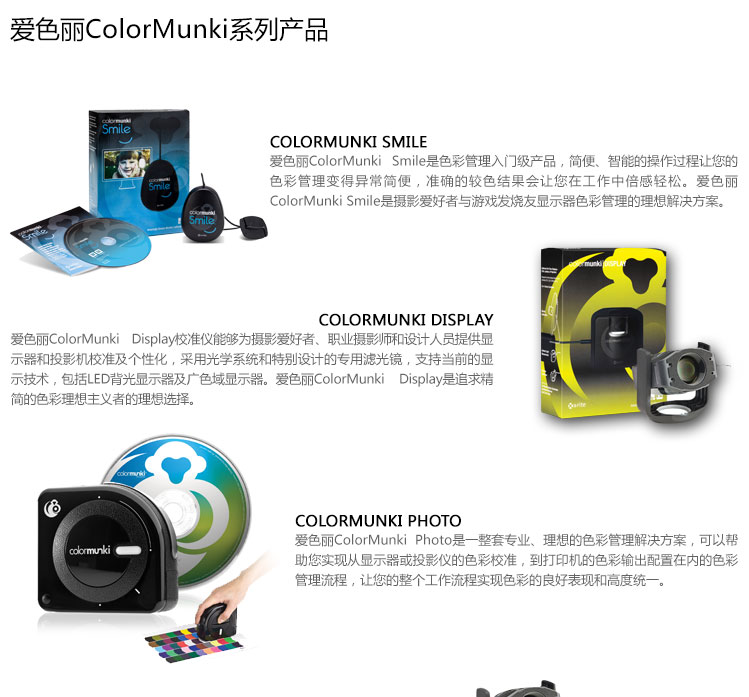 爱色丽ColorMunki系列产品
colormunki
Smile
colormunki
Smile
colormunki
Smile
COLORMUNKI SMILE
爱色丽ColorMunki Smile是色彩管理入门级产品，简便、智能的操作过程让您的
色彩管理变得异常简便，准确的较色结果会让您在工作中倍感轻松。爱色丽
ColorMunki Smile是摄影爱好者与游戏发烧友显示器色彩管理的理想解决方案。
colormunki DISPLAY
COLORMUNKI DISPLAY
爱色丽ColorMunki Display校准仪能够为摄影爱好者、职业摄影师和设计人员提供显
示器和投影机校准及个性化，采用光学系统和特别设计的专用滤光镜，支持当前的显
示技术，包括LED背光显示器及广色域显示器。爱色丽ColorMunki Display是追求精
简的色彩理想主义者的理想选择。
x-rite
colormunki
colormunki
COLORMUNKI PHOTO
爱色丽ColorMunki Photo是一整套专业、理想的色彩管理解决方案，可以帮
助您实现从显示器或投影仪的色彩校准，到打印机的色彩输出配置在内的色彩
管理流程，让您的整个工作流程实现色彩的良好表现和高度统一。